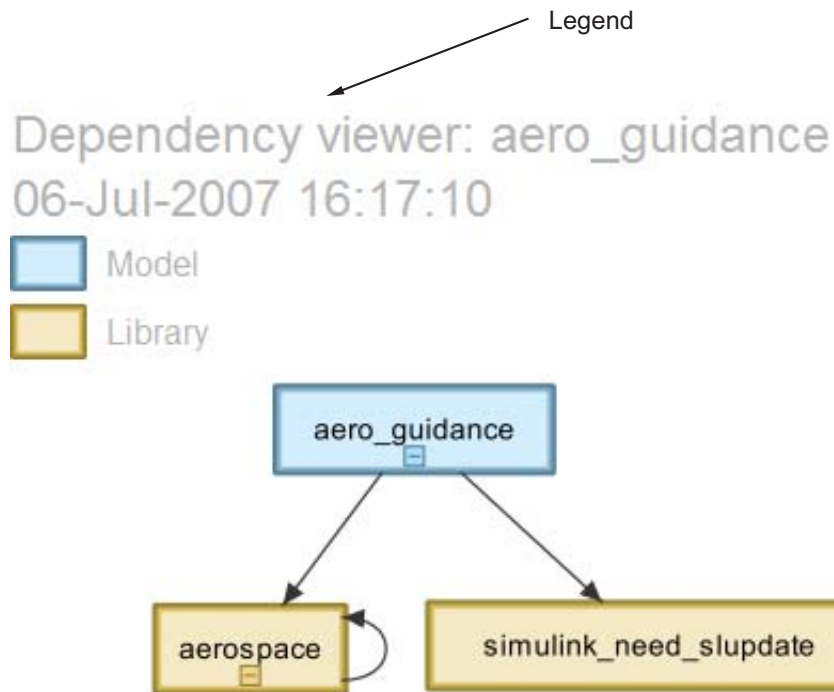 Legend
Dependency viewer: aero_guidance
06-Jul-2007 16:17:10
Model
Library
aero_guidance
aerospace
simulink_need_slupdate